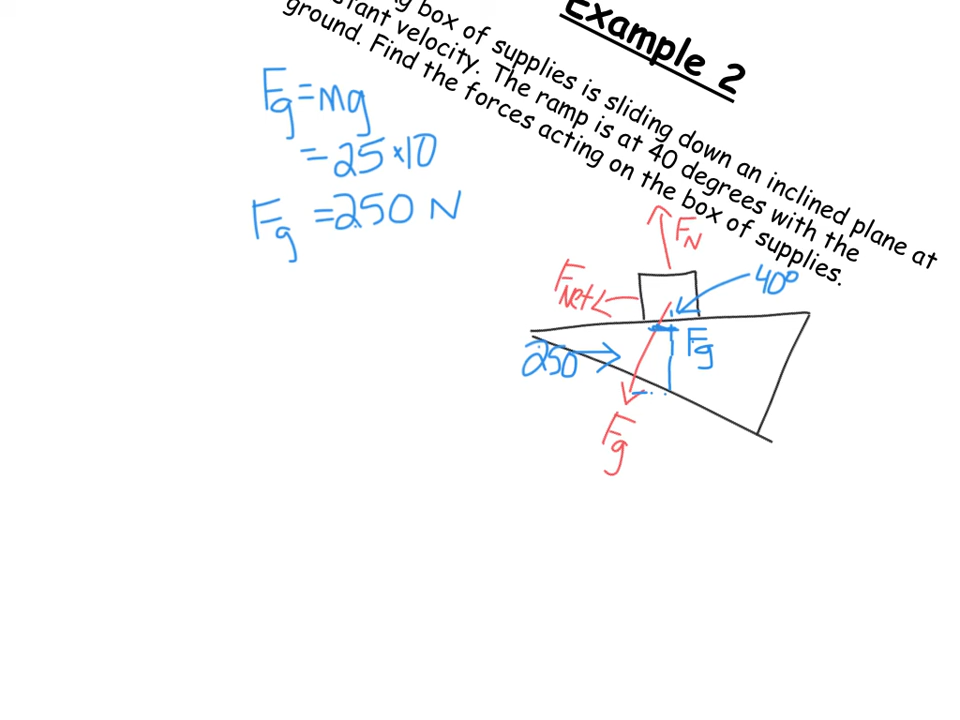 Example 2
box of supplies is sliding down an inclined plane at
velocity. The ramp is at 40 degrees with the
ground. Find the forces acting on the box of supplies.
Fg=mg
=25×10
Fg =250 N
FN
FNet
40°
Fg
250
Fg